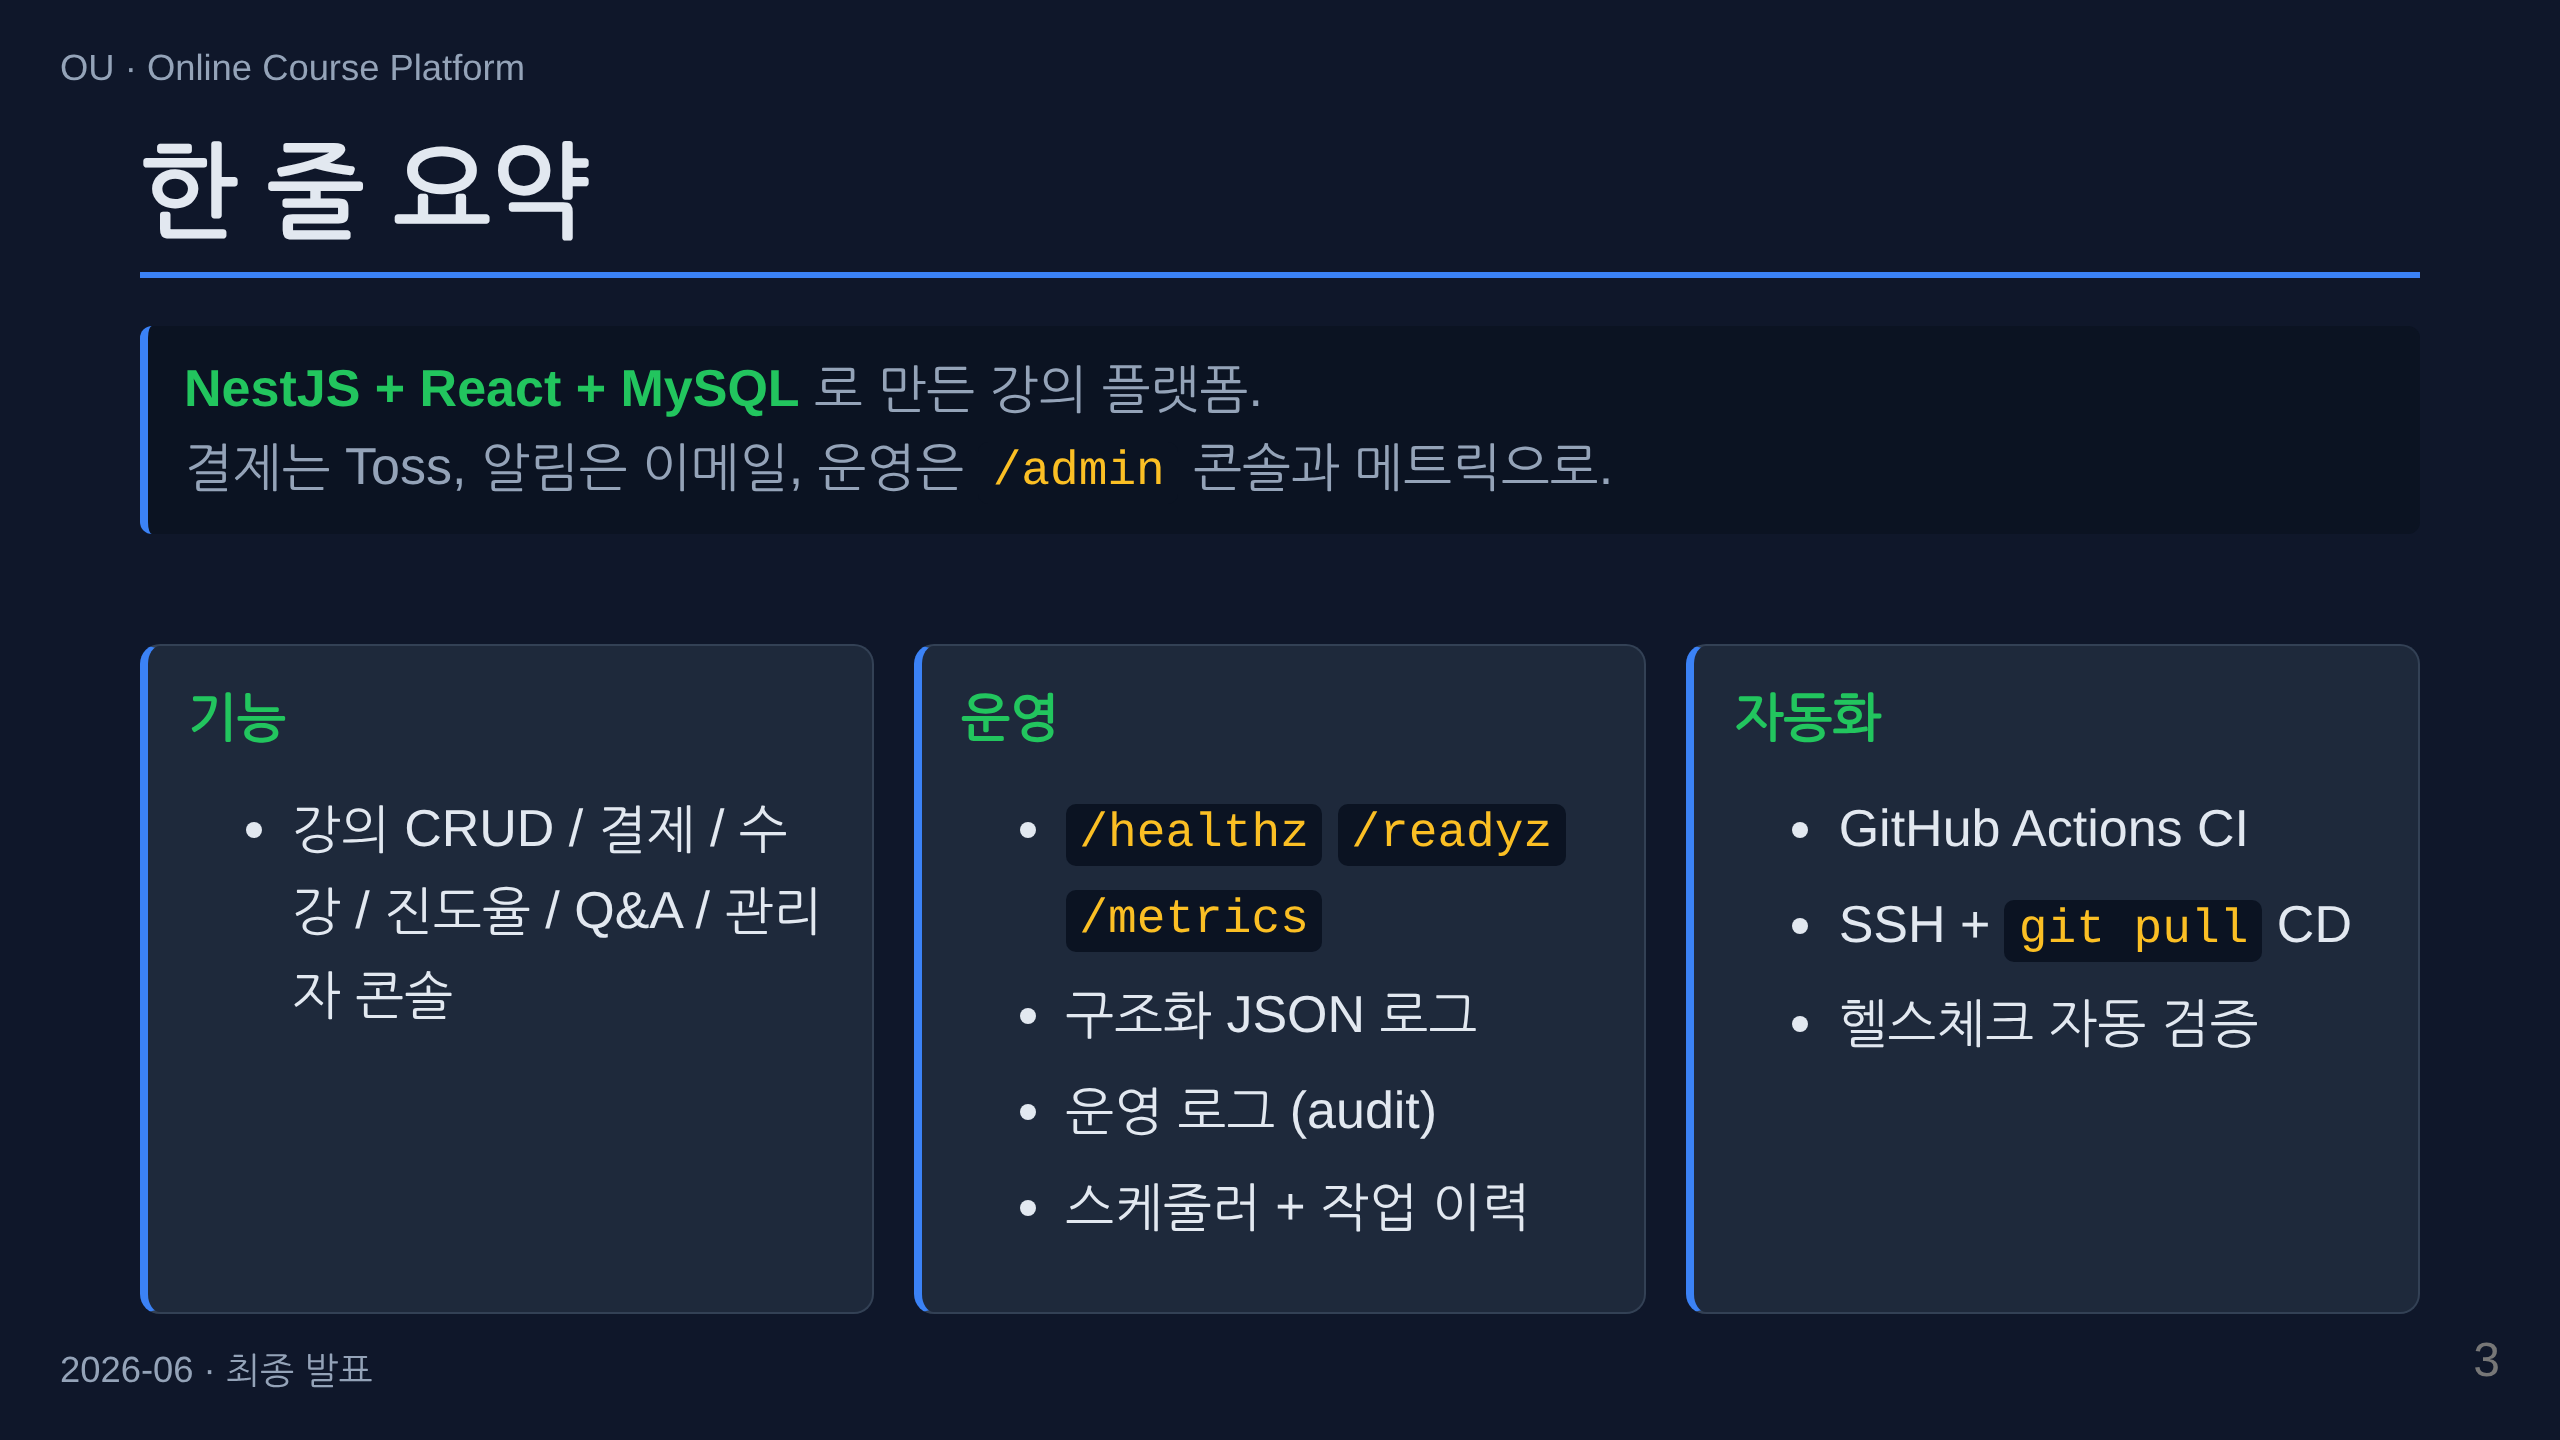 OU · Online Course Platform
한 줄 요약
NestJS + React + MySQL 로 만든 강의 플랫폼.
결제는 Toss, 알림은 이메일, 운영은 /admin 콘솔과 메트릭으로.
기능
• 강의 CRUD / 결제 / 수
강 / 진도율 / Q&A / 관리
자 콘솔
운영
• /healthz /readyz
/metrics
• 구조화 JSON 로그
• 운영 로그 (audit)
• 스케줄러 + 작업 이력
자동화
• GitHub Actions CI
• SSH + git pull CD
• 헬스체크 자동 검증
2026-06 · 최종 발표
3